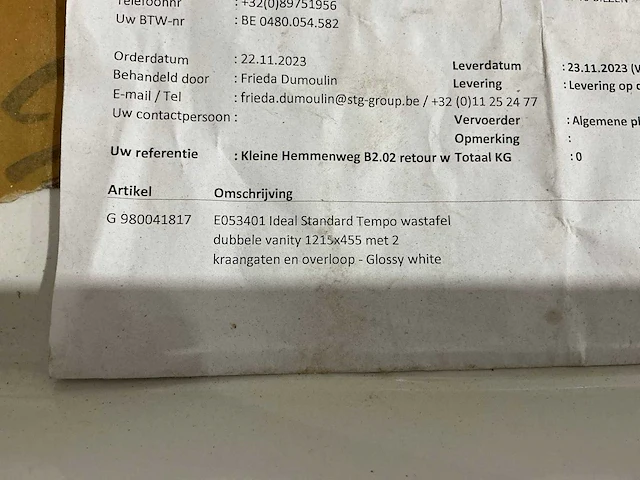 Telefoonnr : +32(0)89751956
Uw BTW-nr : BE 0480.054.582
Orderdatum : 22.11.2023
Leverdatum : 23.11.2023 (
Behandeld door : Frieda Dumoulin
Levering : Levering op
E-mail / Tel : frieda.dumoulin@stg-group.be / +32 (0)11 25 24 77
Uw contactpersoon :
Vervoerder : Algemene
Opmerking :
Uw referentie : Kleine Hemmenweg B2.02 retour w Totaal KG : 0
Artikel Omschrijving
G 980041817 E053401 Ideal Standard Tempo wastafel
dubbele vanity 1215x455 met 2
kraangaten en overloop - Glossy white